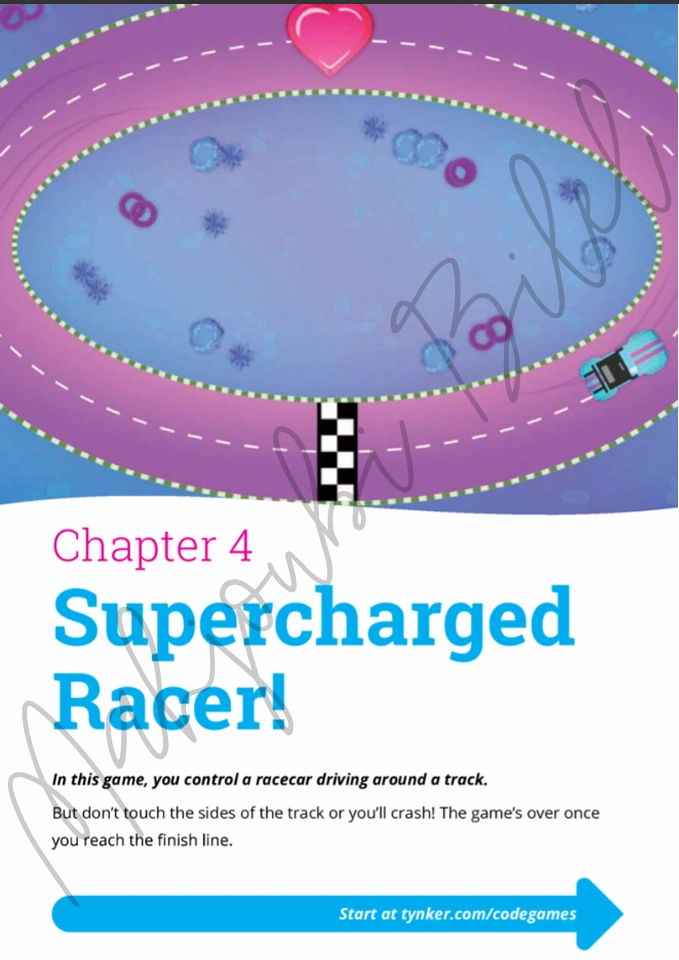 Chapter 4
Supercharged
Racer!
In this game, you control a racecar driving around a track.
But don't touch the sides of the track or you'll crash! The game's over once
you reach the finish line.
Start at tynker.com/codegames